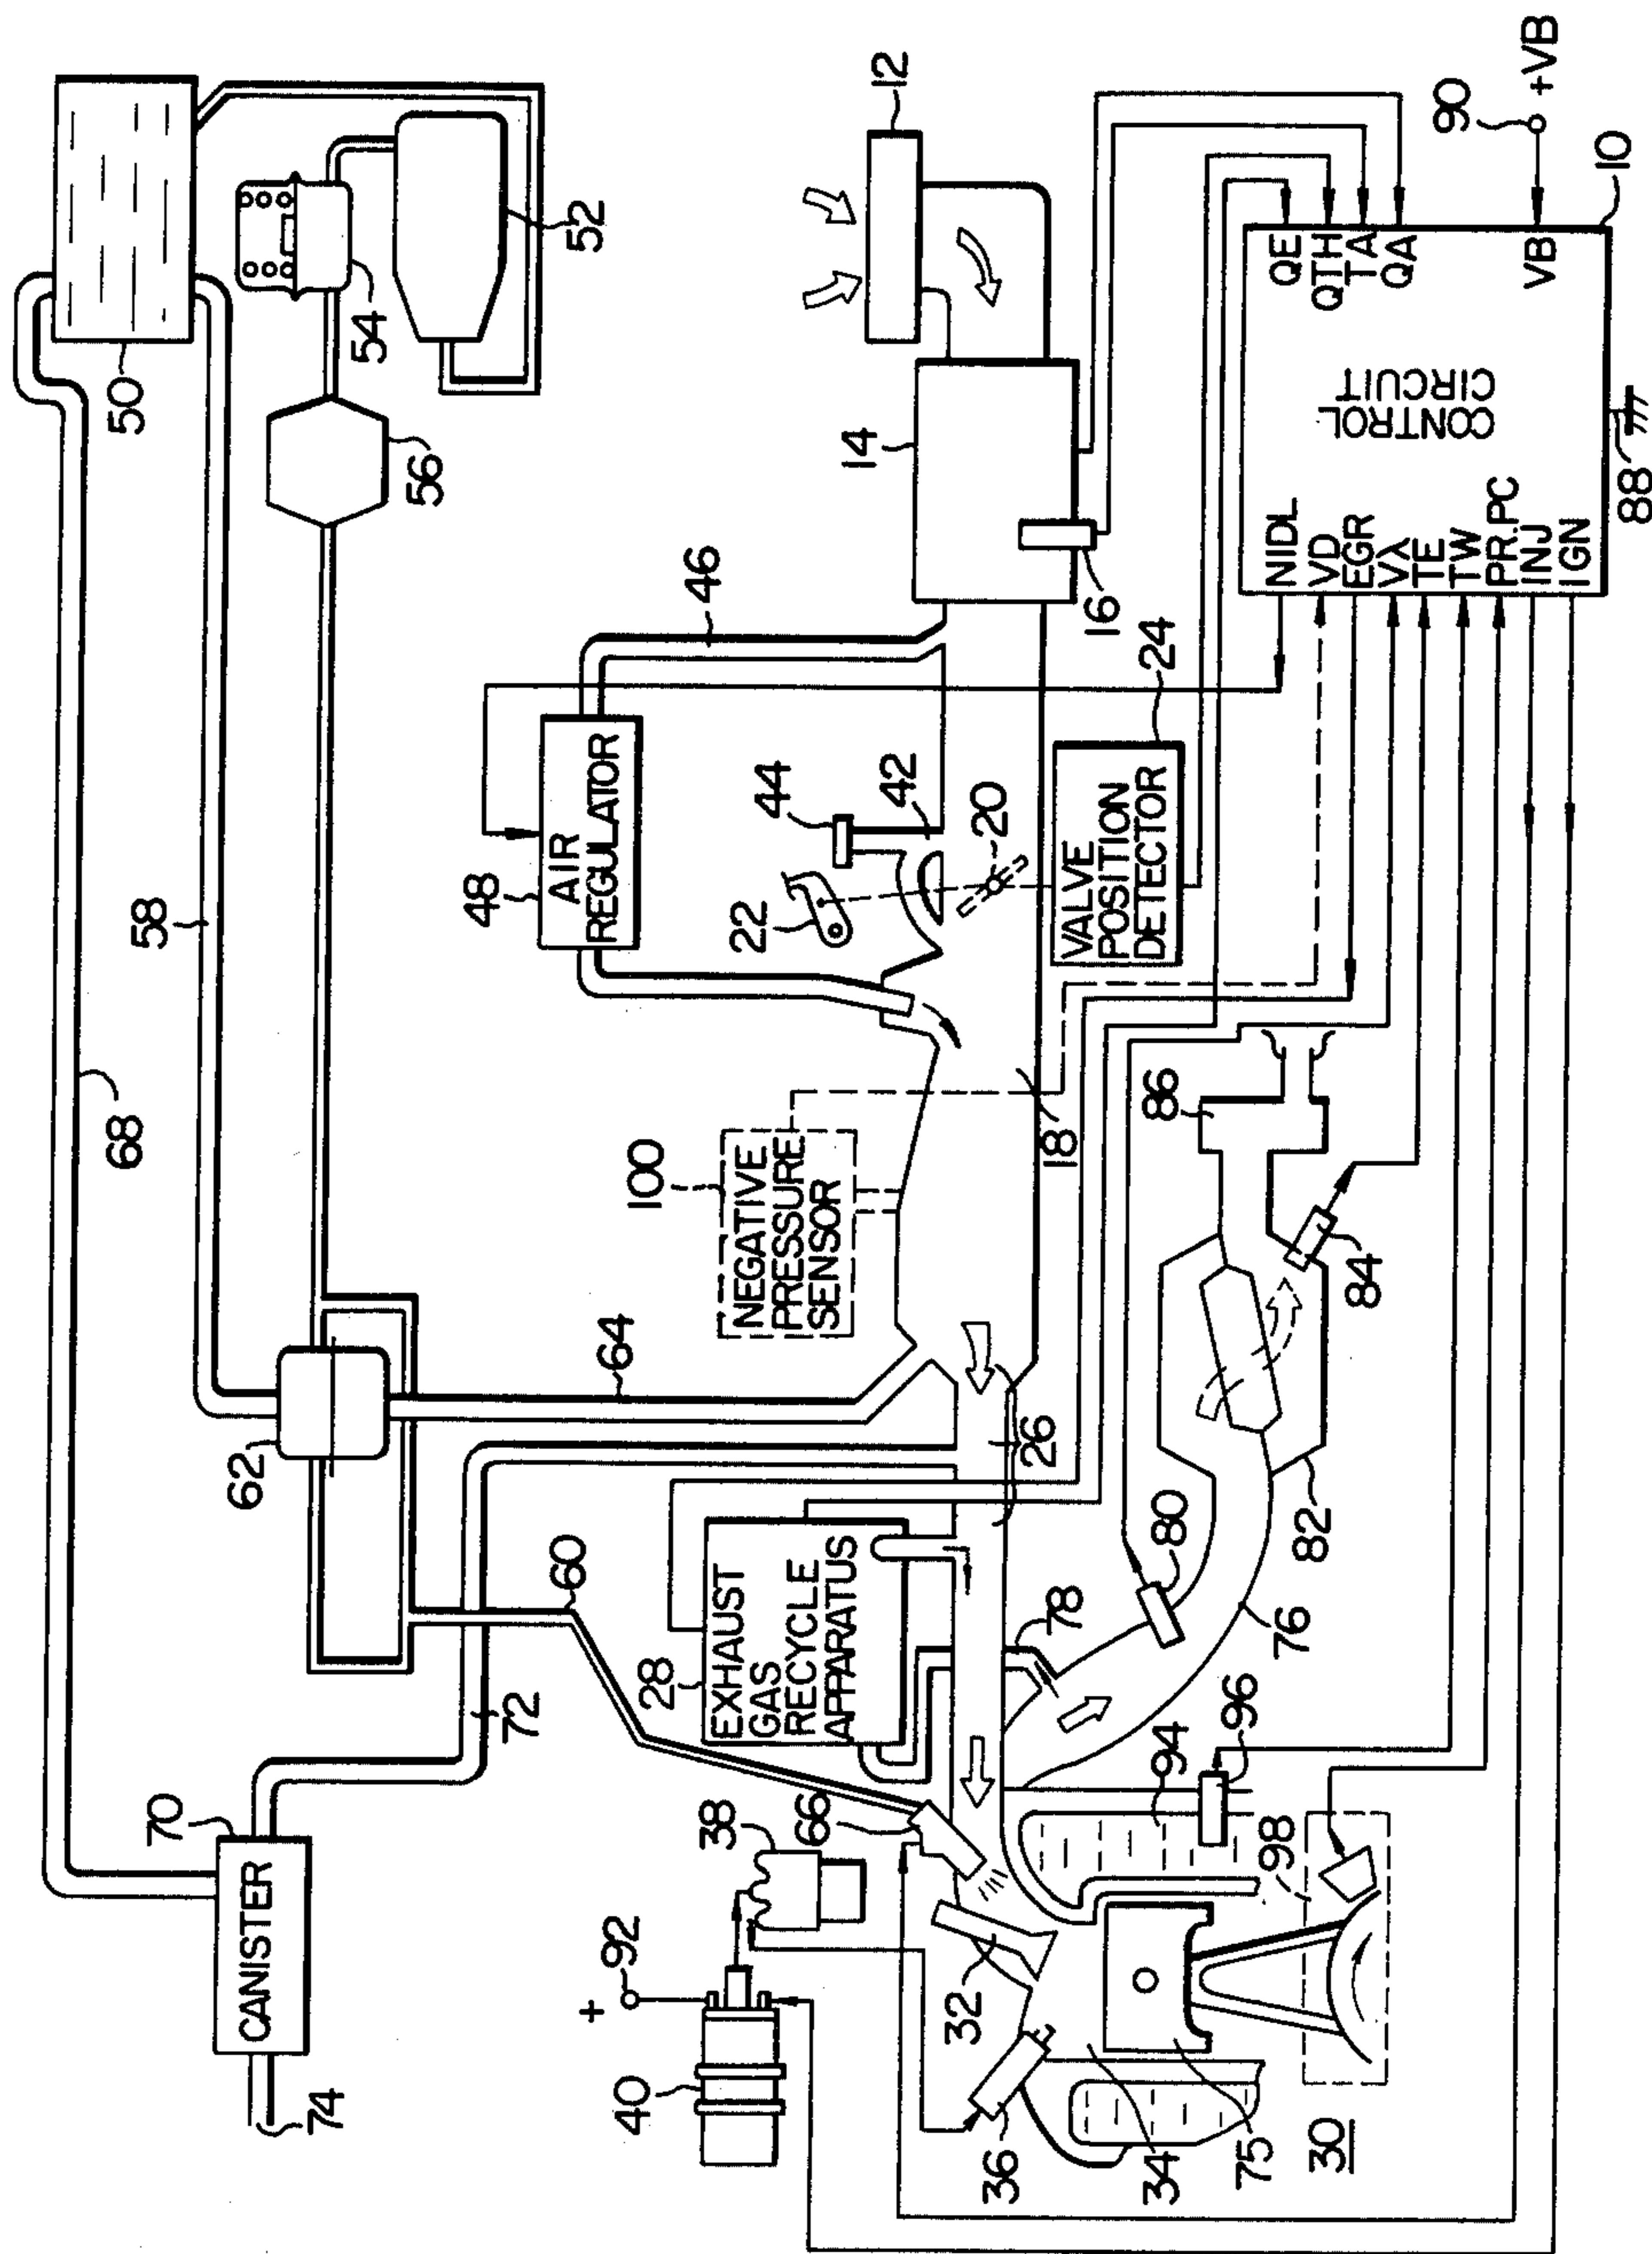 50
52
54
56
58
68
62
64
60
70
72
CANISTER
74
12
14
16
46
48
AIR
REGULATOR
44
42
22
20
24
VALVE
POSITION
DETECTOR
18
100
NEGATIVE
PRESSURE
SENSOR
26
28
EXHAUST
GAS
RECYCLE
APPARATUS
78
80
76
82
84
86
66
38
+
92
40
32
36
34
75
30
94
96
98
90
+VB
10
QE
QTH
TA
QA
VB
CONTROL
CIRCUIT
NIDL
VD
EGR
Vλ
TE
TW
PR.PC
INJ
IGN
88